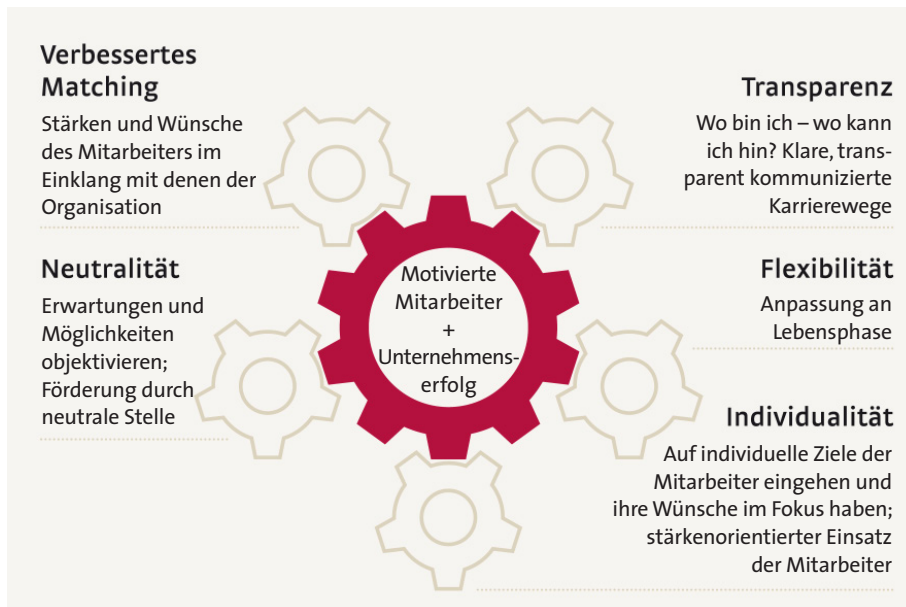 Verbessertes
Matching
Stärken und Wünsche
des Mitarbeiters im
Einklang mit denen der
Organisation
Neutralität
Erwartungen und
Möglichkeiten
objektivieren;
Förderung durch
neutrale Stelle
Motivierte
Mitarbeiter
+
Unternehmens-
erfolg
Transparenz
Wo bin ich – wo kann
ich hin? Klare, trans-
parent kommunizierte
Karrierewege
Flexibilität
Anpassung an
Lebensphase
Individualität
Auf individuelle Ziele der
Mitarbeiter eingehen und
ihre Wünsche im Fokus haben;
stärkenorientierter Einsatz
der Mitarbeiter